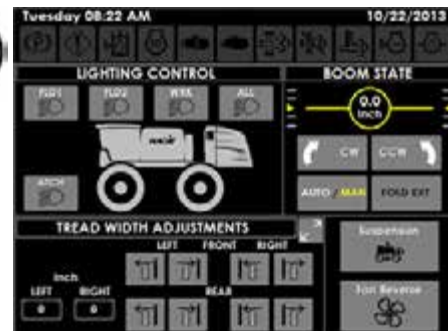 Tuesday 08:22 AM 10/22/2013
LIGHTING CONTROL
FLD1 FLD2 WRK ALL
ATCH
BOOM STATE
0.0
Inch
CW CCW
AUTO / MAN FOLD EXT
TREAD WIDTH ADJUSTMENTS
LEFT FRONT RIGHT
Inch
LEFT RIGHT
REAR
0 0
Suspension
Fan Reverse